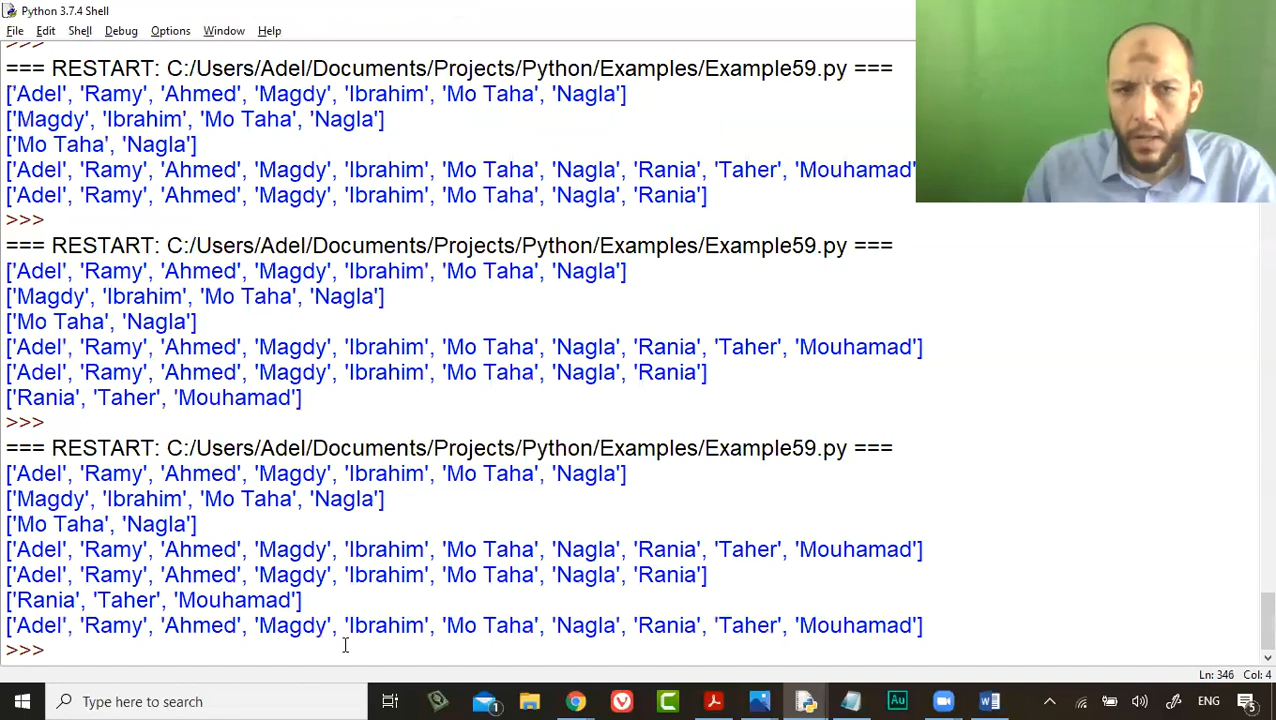 Python 3.7.4 Shell
File Edit Shell Debug Options Window Help
>>>
=== RESTART: C:/Users/Adel/Documents/Projects/Python/Examples/Example59.py ===
['Adel', 'Ramy', 'Ahmed', 'Magdy', 'Ibrahim', 'Mo Taha', 'Nagla']
['Magdy', 'Ibrahim', 'Mo Taha', 'Nagla']
['Mo Taha', 'Nagla']
['Adel', 'Ramy', 'Ahmed', 'Magdy', 'Ibrahim', 'Mo Taha', 'Nagla', 'Rania', 'Taher', 'Mouhamad'
['Adel', 'Ramy', 'Ahmed', 'Magdy', 'Ibrahim', 'Mo Taha', 'Nagla', 'Rania']
>>>
=== RESTART: C:/Users/Adel/Documents/Projects/Python/Examples/Example59.py ===
['Adel', 'Ramy', 'Ahmed', 'Magdy', 'Ibrahim', 'Mo Taha', 'Nagla']
['Magdy', 'Ibrahim', 'Mo Taha', 'Nagla']
['Mo Taha', 'Nagla']
['Adel', 'Ramy', 'Ahmed', 'Magdy', 'Ibrahim', 'Mo Taha', 'Nagla', 'Rania', 'Taher', 'Mouhamad']
['Adel', 'Ramy', 'Ahmed', 'Magdy', 'Ibrahim', 'Mo Taha', 'Nagla', 'Rania']
['Rania', 'Taher', 'Mouhamad']
>>>
=== RESTART: C:/Users/Adel/Documents/Projects/Python/Examples/Example59.py ===
['Adel', 'Ramy', 'Ahmed', 'Magdy', 'Ibrahim', 'Mo Taha', 'Nagla']
['Magdy', 'Ibrahim', 'Mo Taha', 'Nagla']
['Mo Taha', 'Nagla']
['Adel', 'Ramy', 'Ahmed', 'Magdy', 'Ibrahim', 'Mo Taha', 'Nagla', 'Rania', 'Taher', 'Mouhamad']
['Adel', 'Ramy', 'Ahmed', 'Magdy', 'Ibrahim', 'Mo Taha', 'Nagla', 'Rania']
['Rania', 'Taher', 'Mouhamad']
['Adel', 'Ramy', 'Ahmed', 'Magdy', 'Ibrahim', 'Mo Taha', 'Nagla', 'Rania', 'Taher', 'Mouhamad']
>>>
Ln: 346 Col: 4
Type here to search 1 Au ENG 5